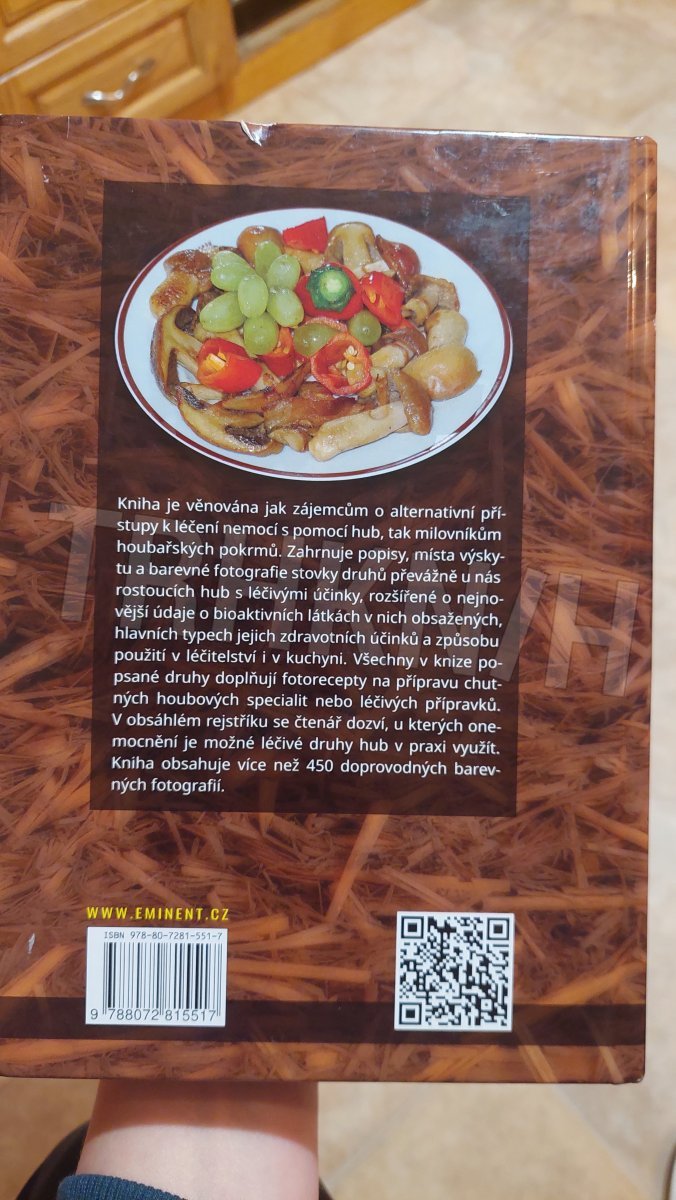 Kniha je věnována jak zájemcům o alternativní pří-
stupy k léčení nemocí s pomocí hub, tak milovníkům
houbařských pokrmů. Zahrnuje popisy, místa výsky-
tu a barevné fotografie stovky druhů převážně u nás
rostoucích hub s léčivými účinky, rozšířené o nejno-
vější údaje o bioaktivních látkách v nich obsažených,
hlavních typech jejich zdravotních účinků a způsobu
použití v léčitelství i v kuchyni. Všechny v knize po-
psané druhy doplňují fotorecepty na přípravu chut-
ných houbových specialit nebo léčivých přípravků.
V obsáhlém rejstříku se čtenář dozví, u kterých one-
mocnění je možné léčivé druhy hub v praxi využít.
Kniha obsahuje více než 450 doprovodných barev-
ných fotografií.
WWW.EMINENT.CZ
ISBN 978-80-7281-551-7
9 788072 815517